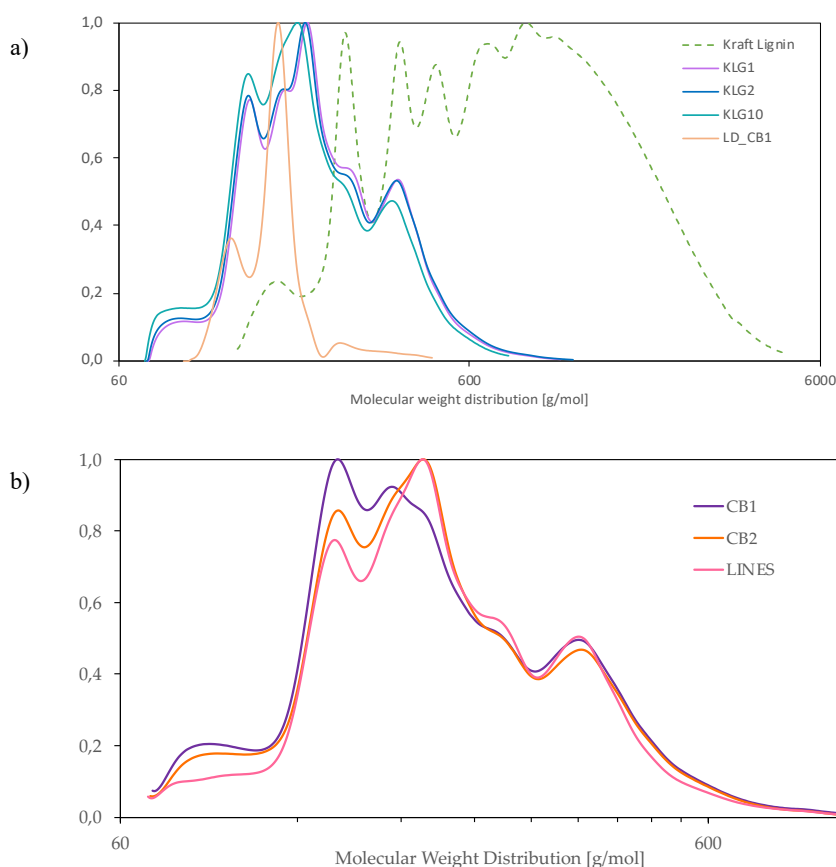 a)
1,0
0,8
0,6
0,4
0,2
0,0
60
600
6000
Molecular weight distribution [g/mol]
Kraft Lignin
KLG1
KLG2
KLG10
LD_CB1
b)
1,0
0,8
0,6
0,4
0,2
0,0
60
600
Molecular Weight Distribution [g/mol]
CB1
CB2
LINES